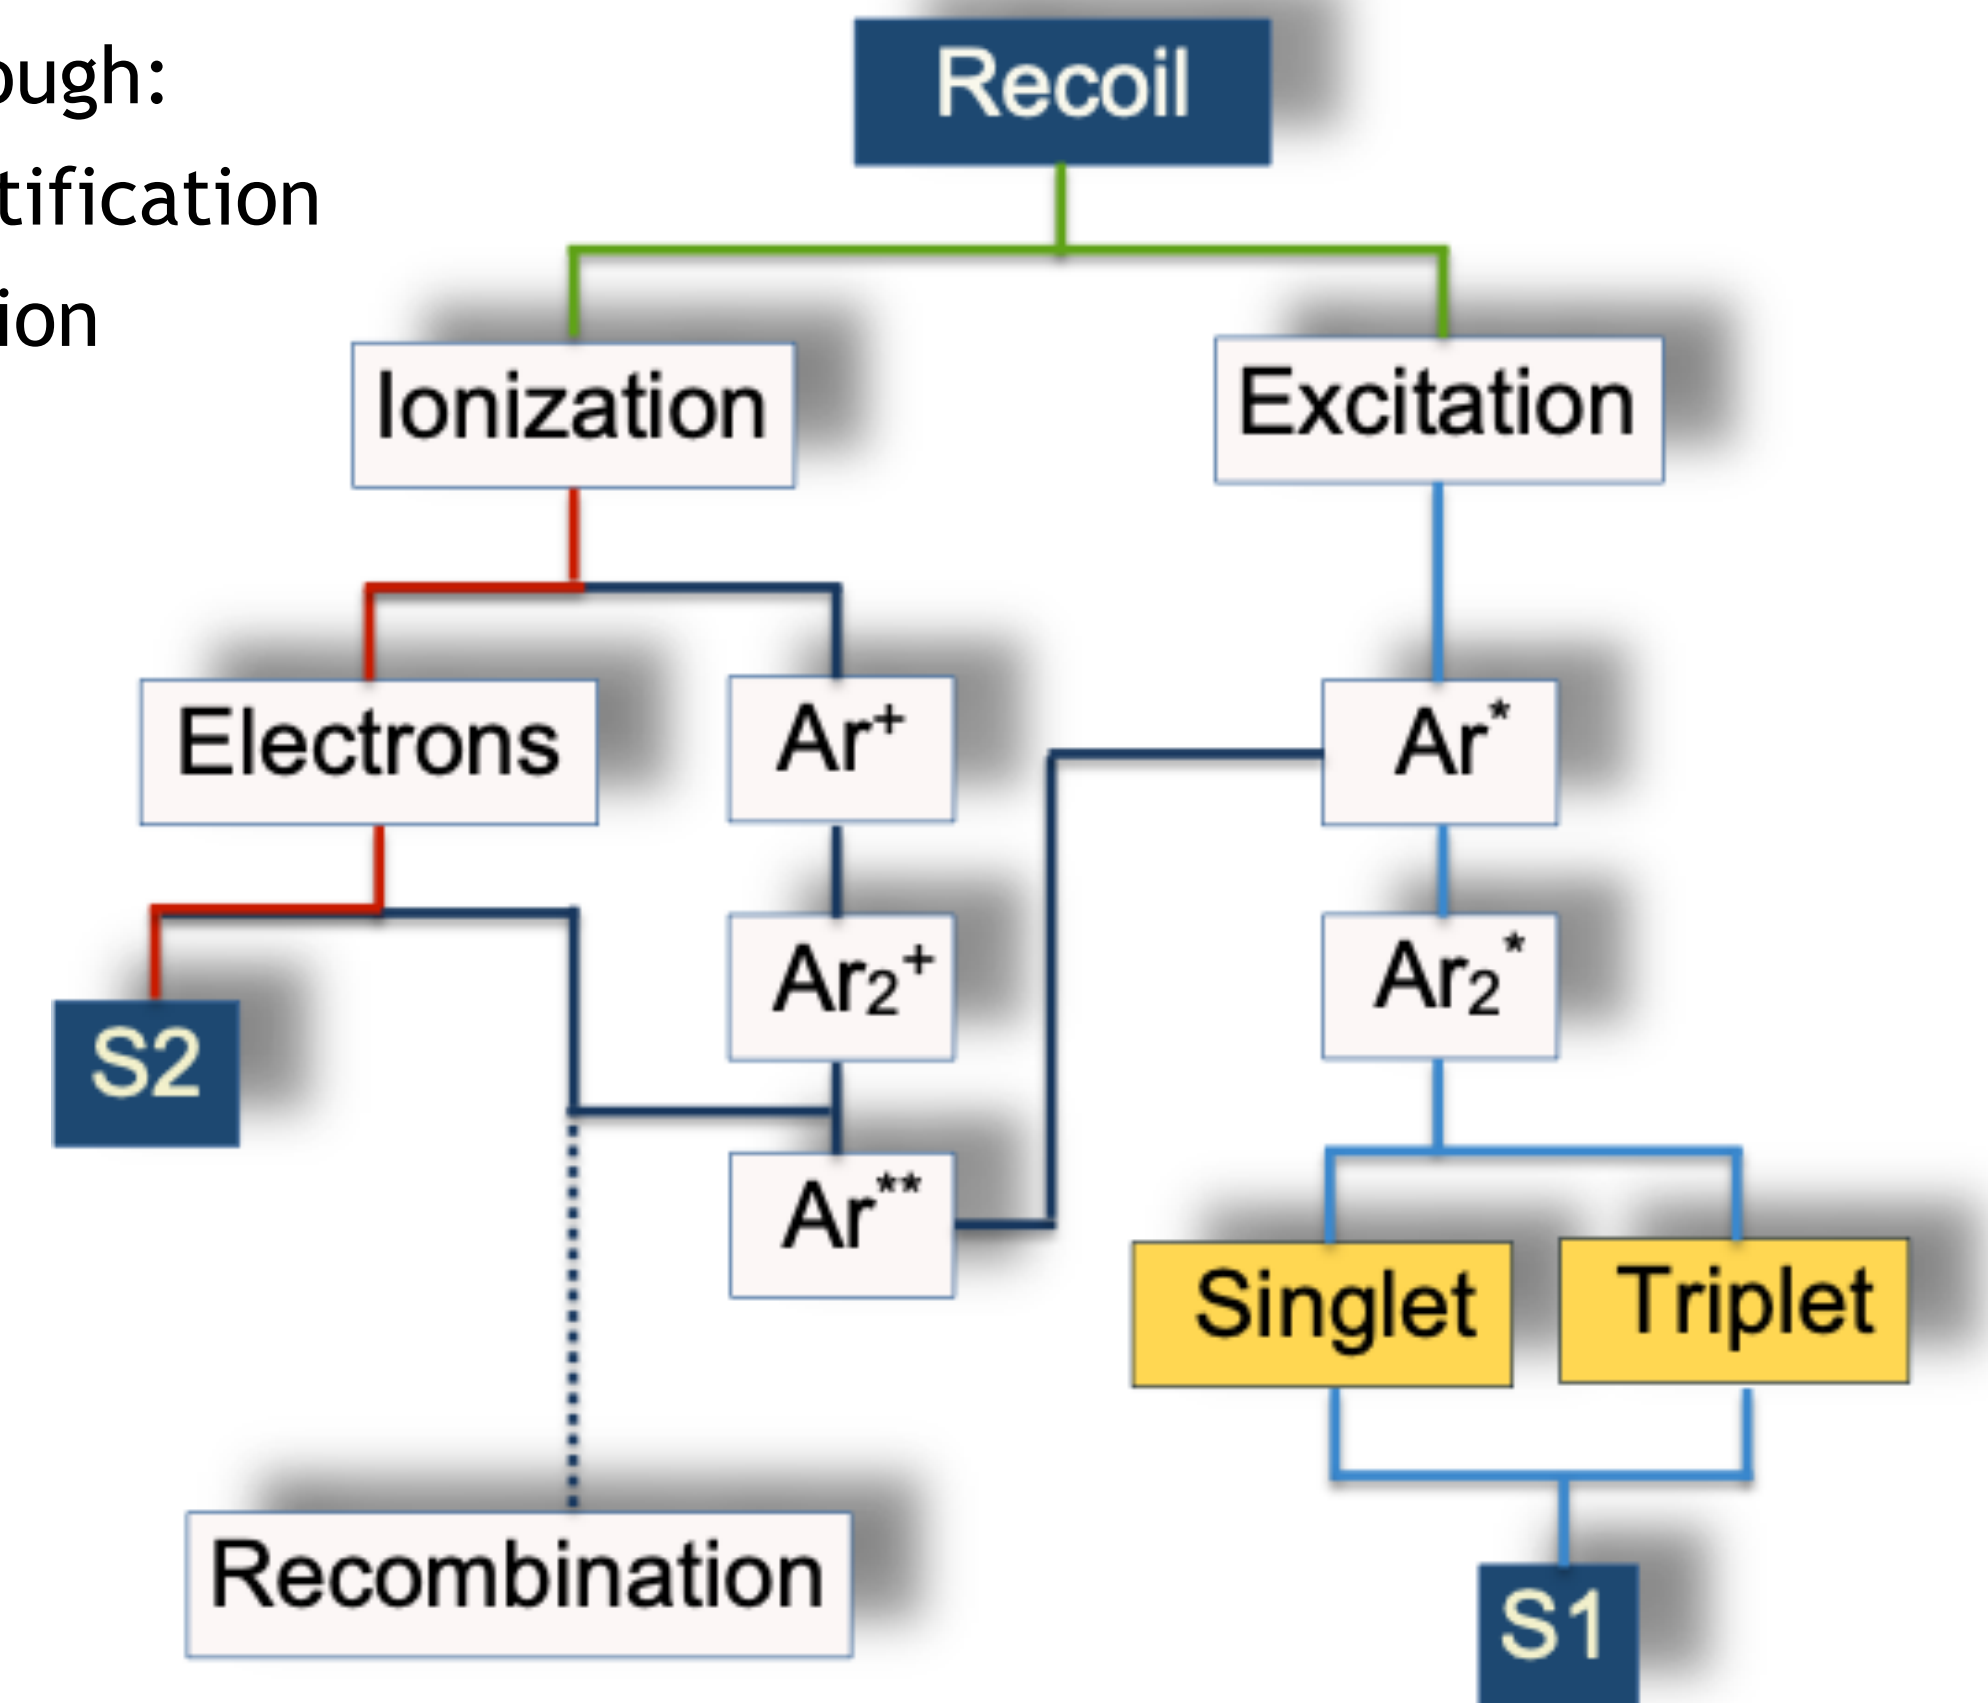 ough:
tification
ion
Recoil
Ionization
Excitation
Electrons
Ar+
Ar*
Ar2+
Ar2*
S2
Ar**
Singlet
Triplet
Recombination
S1